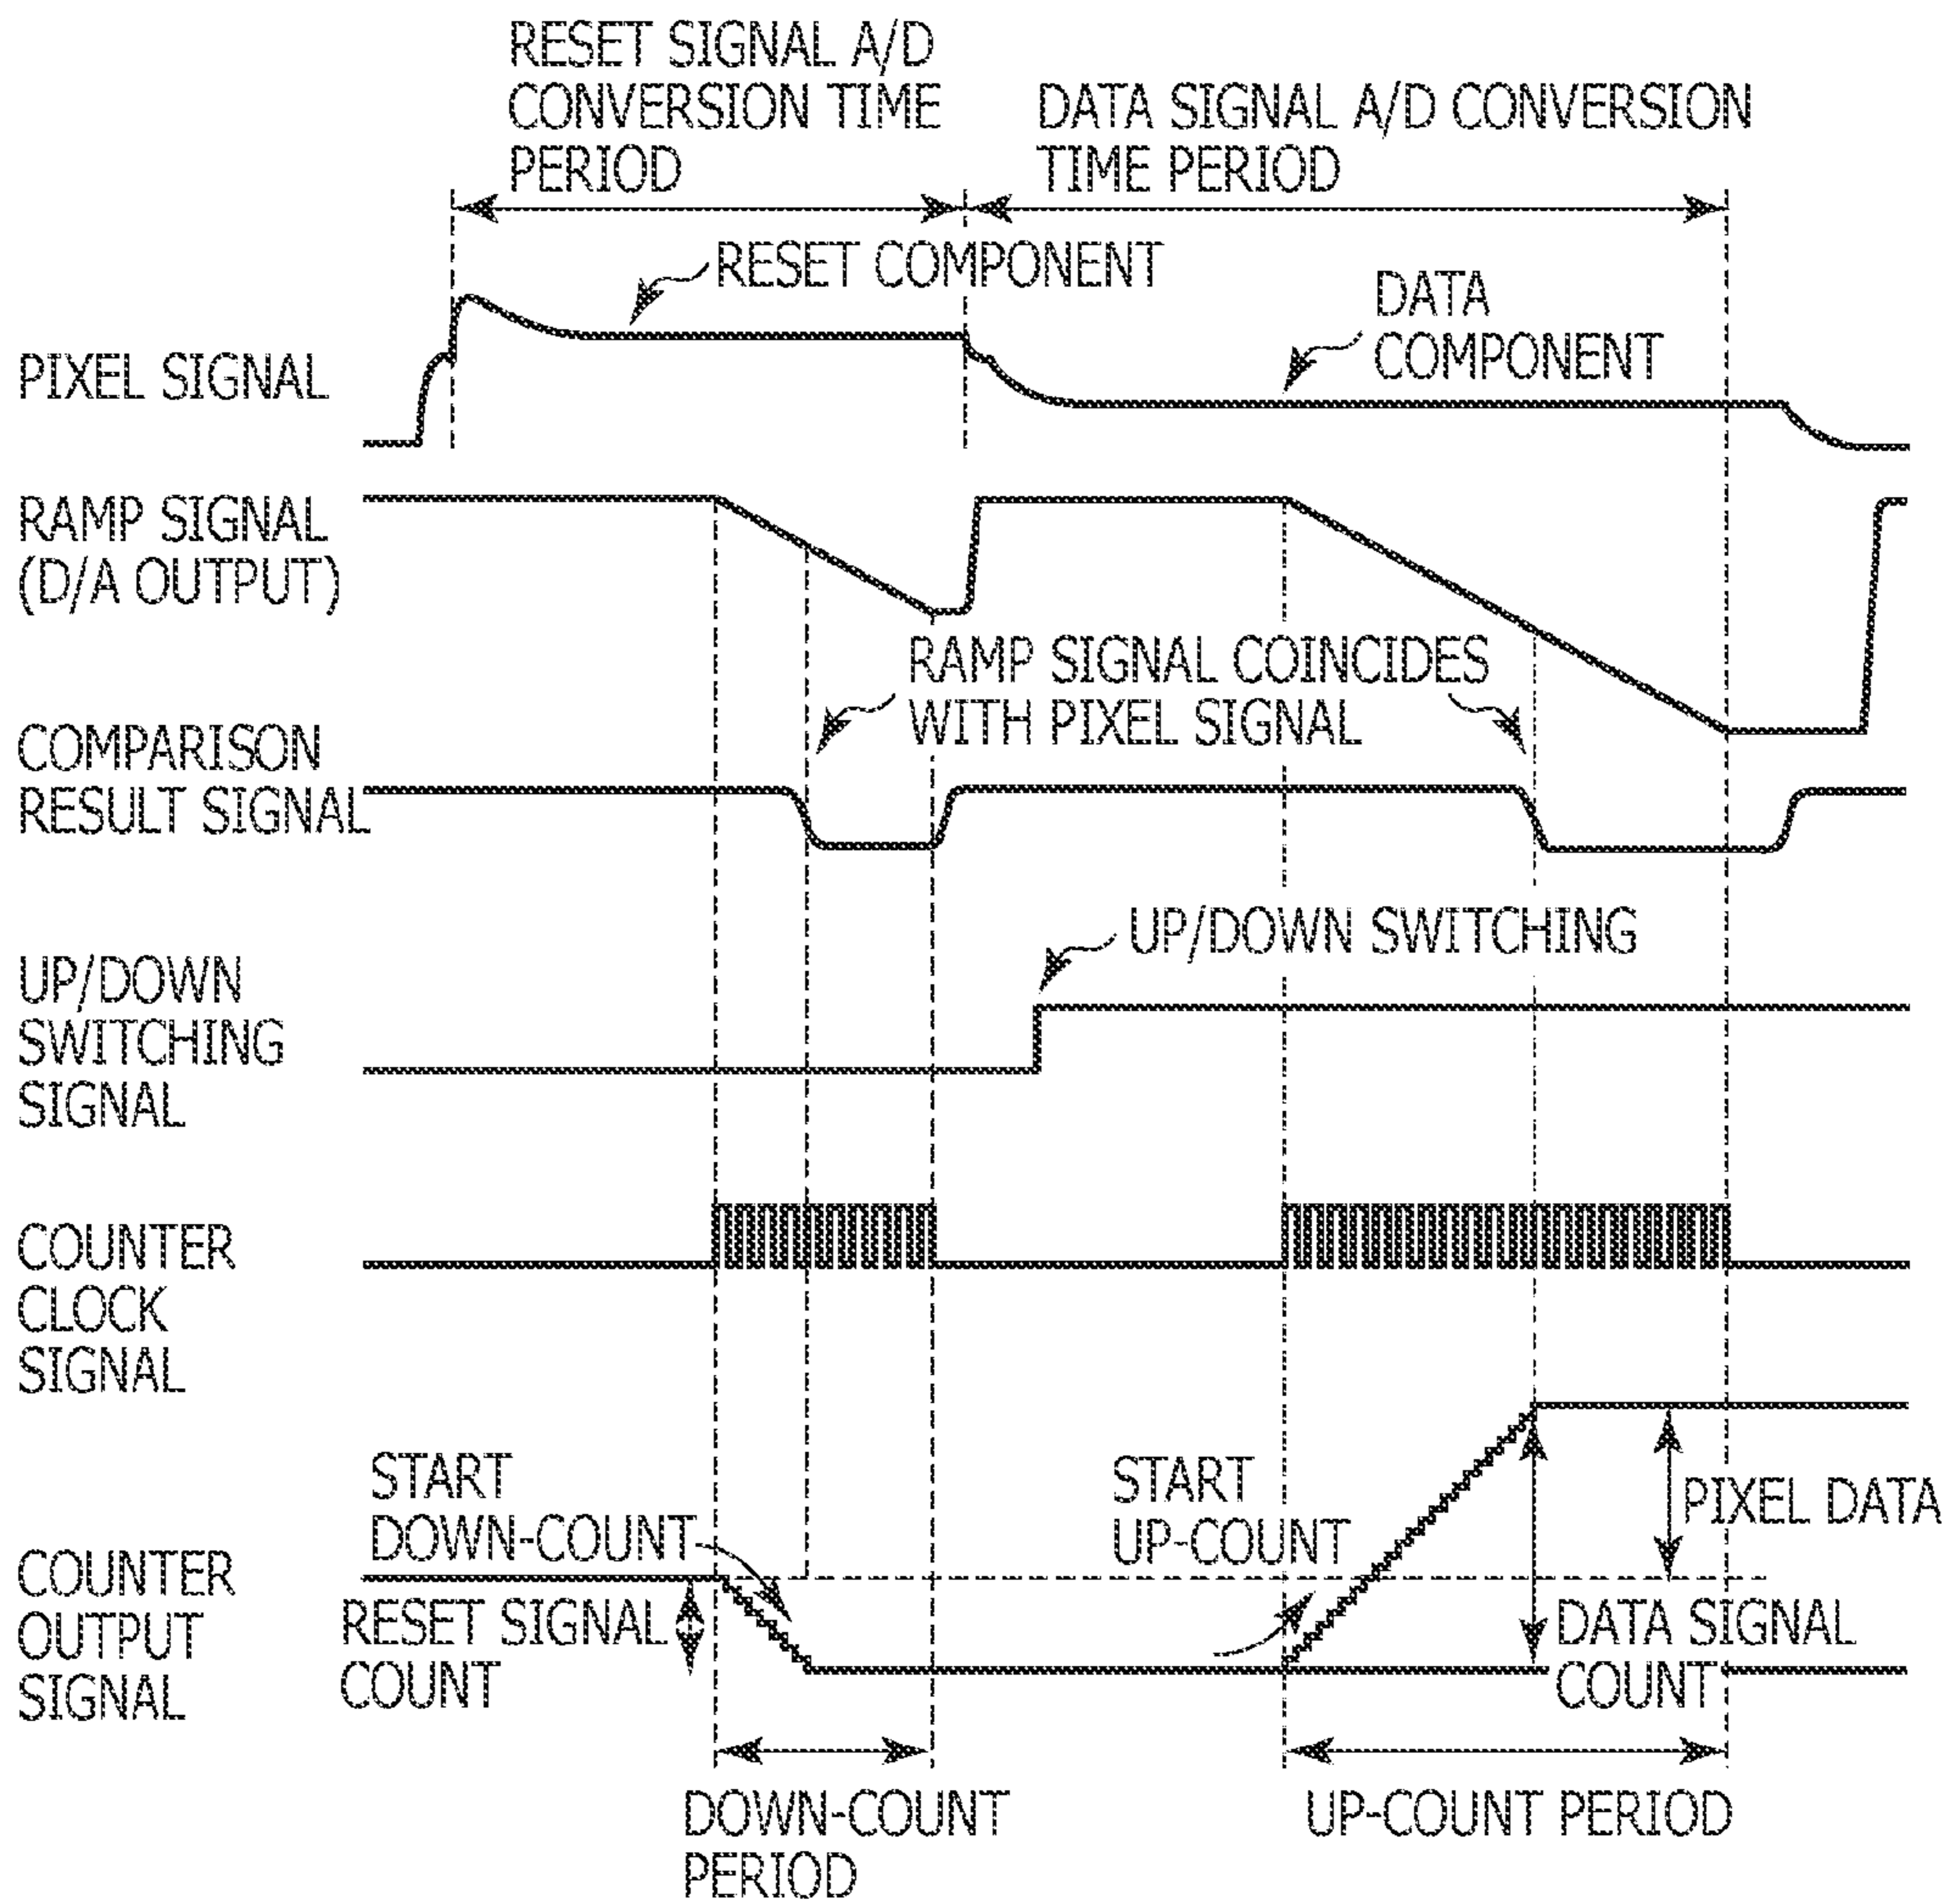 RESET SIGNAL A/D
CONVERSION TIME
PERIOD
DATA SIGNAL A/D CONVERSION
TIME PERIOD
RESET COMPONENT
DATA
COMPONENT
PIXEL SIGNAL
RAMP SIGNAL
(D/A OUTPUT)
RAMP SIGNAL COINCIDES
WITH PIXEL SIGNAL
COMPARISON
RESULT SIGNAL
UP/DOWN SWITCHING
UP/DOWN
SWITCHING
SIGNAL
COUNTER
CLOCK
SIGNAL
START
DOWN-COUNT
START
UP-COUNT
PIXEL DATA
COUNTER
OUTPUT
SIGNAL
RESET SIGNAL
COUNT
DATA SIGNAL
COUNT
DOWN-COUNT
PERIOD
UP-COUNT PERIOD